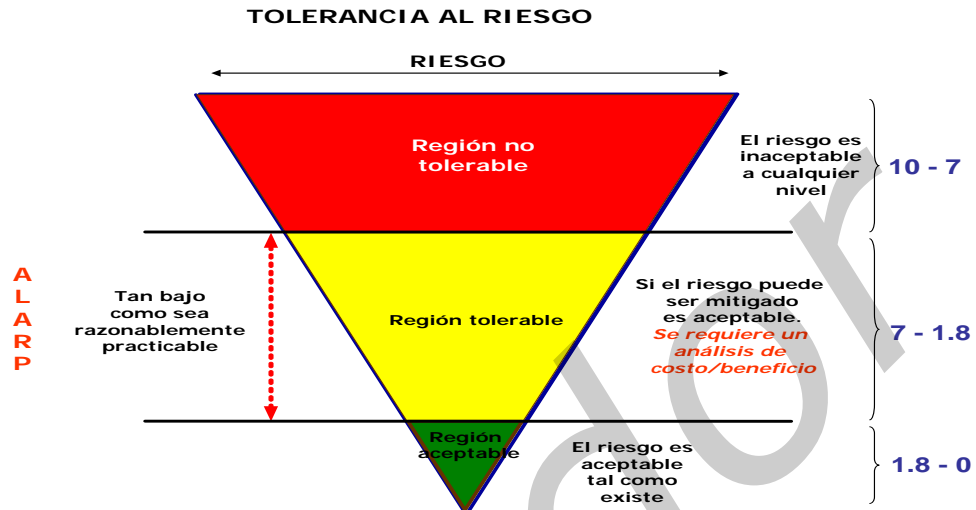 TOLERANCIA AL RIESGO
RIESGO
Región no
tolerable
El riesgo es
inaceptable
a cualquier
nivel
10 - 7
A
L
A
R
P
Tan bajo
como sea
razonablemente
practicable
Región tolerable
Si el riesgo puede
ser mitigado
es aceptable.
Se requiere un
análisis de
costo/beneficio
7 - 1.8
Región
aceptable
El riesgo es
aceptable
tal como
existe
1.8 - 0
dor